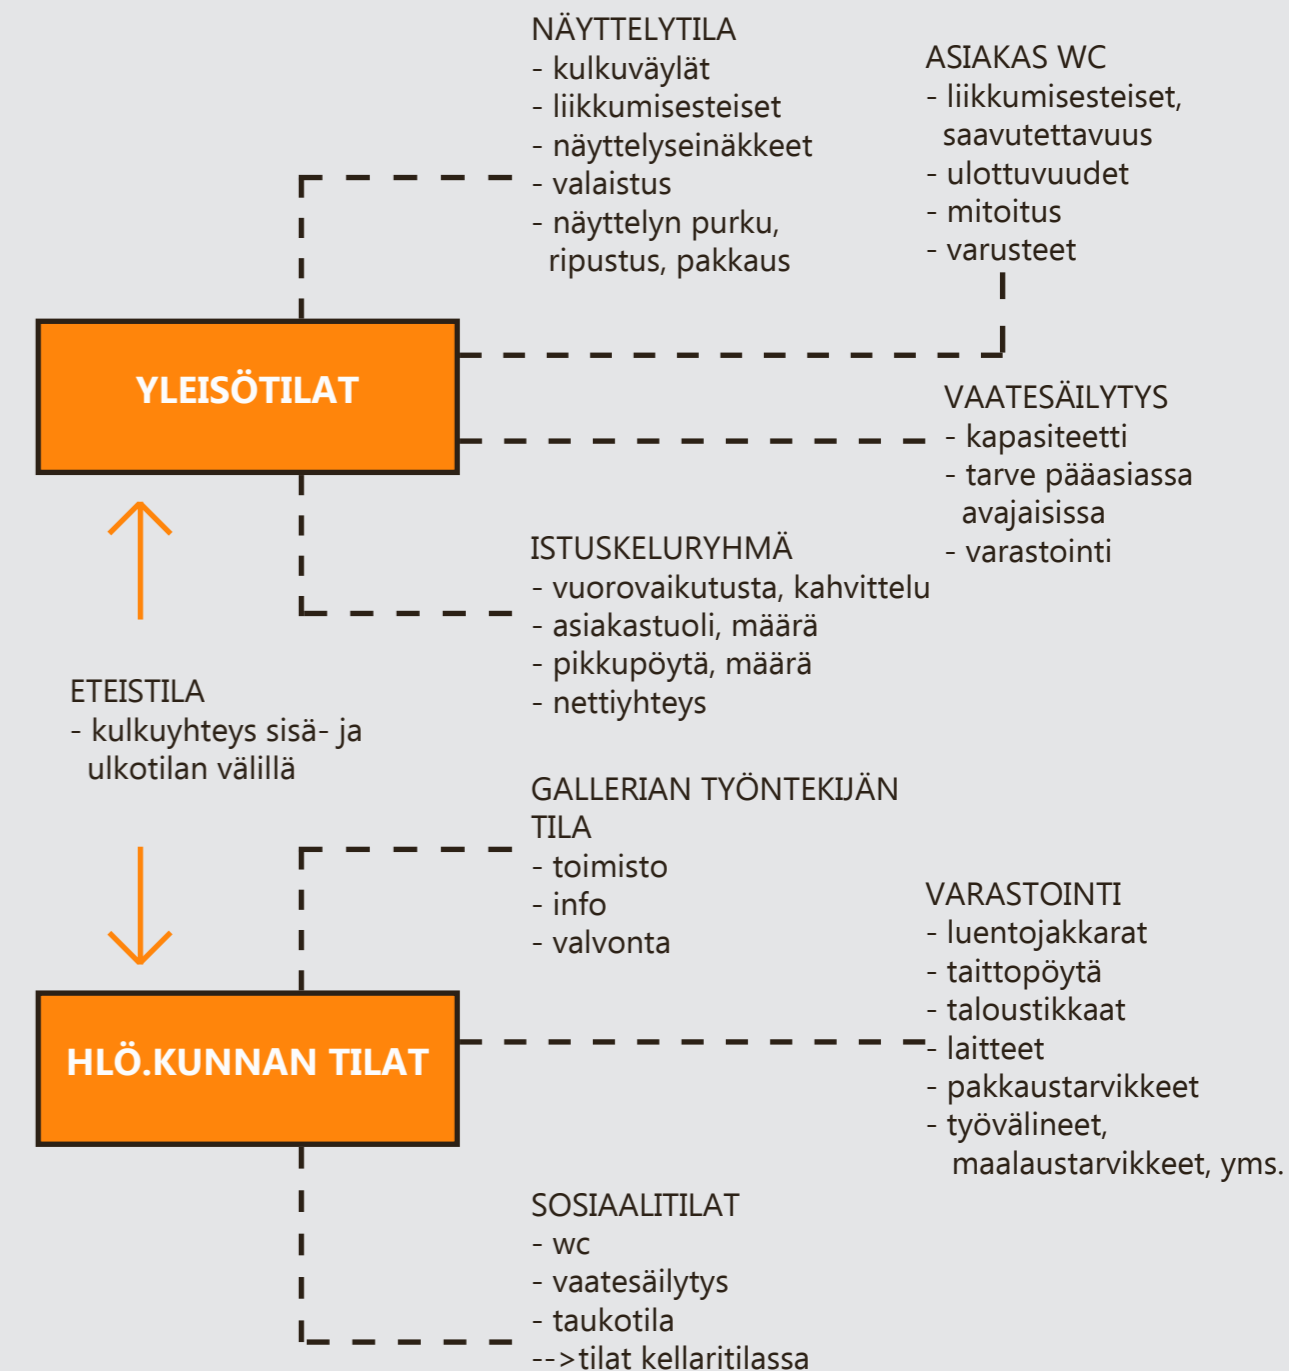 NÄYTTELYTILA
- kulkuväylät
- liikkumisesteiset
- näyttelyseinäkkeet
- valaistus
- näyttelyn purku,
ripustus, pakkaus
ASIAKAS WC
- liikkumisesteiset,
saavutettavuus
- ulottuvuudet
- mitoitus
- varusteet
YLEISÖTILAT
VAATESÄILYTYS
- kapasiteetti
- tarve pääasiassa
avajaisissa
- varastointi
ISTUSKELURYHMÄ
- vuorovaikutusta, kahvittelu
- asiakastuoli, määrä
- pikkupöytä, määrä
- nettiyhteys
ETEISTILA
- kulkuyhteys sisä- ja
ulkotilan välillä
GALLERIAN TYÖNTEKIJÄN
TILA
- toimisto
- info
- valvonta
VARASTOINTI
- luentojakkarat
- taittopöytä
- taloustikkaat
- laitteet
- pakkaustarvikkeet
- työvälineet,
maalaustarvikkeet, yms.
HLÖ.KUNNAN TILAT
SOSIAALITILAT
- wc
- vaatesäilytys
- taukotila
-->tilat kellaritilassa